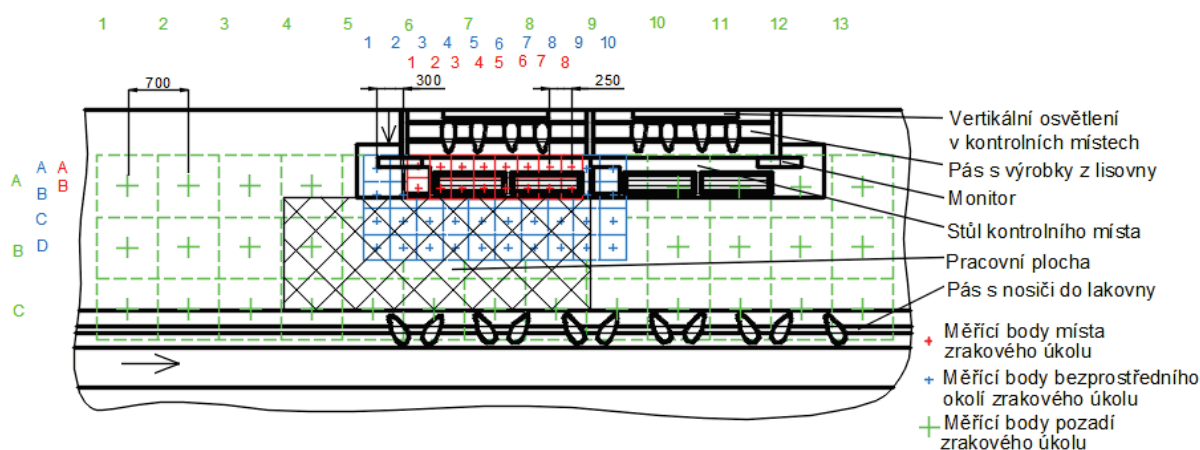 1 2 3 4 5 6 7 8 9 10 11 12 13
1 2 3 4 5 6 7 8 9 10
1 2 3 4 5 6 7 8
700
300
250
A A
A
B B
C
B D
C
Vertikální osvětlení
v kontrolních místech
Pás s výrobky z lisovny
Monitor
Stůl kontrolního místa
Pracovní plocha
Pás s nosiči do lakovny
Měřící body místa
zrakového úkolu
Měřící body bezprostředního
okolí zrakového úkolu
Měřící body pozadí
zrakového úkolu